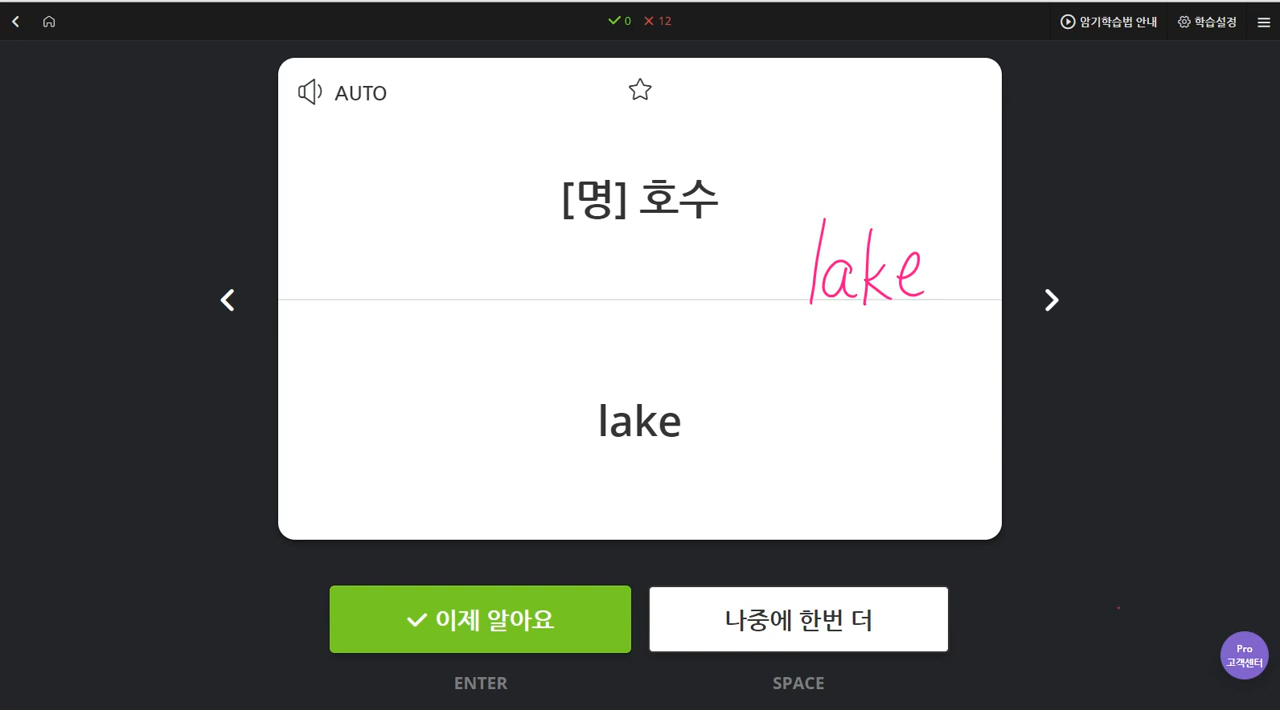 0 12 암기학습법 안내 학습설정
AUTO
[명] 호수
lake
lake
이제 알아요 나중에 한번 더
ENTER SPACE
Pro
고객센터